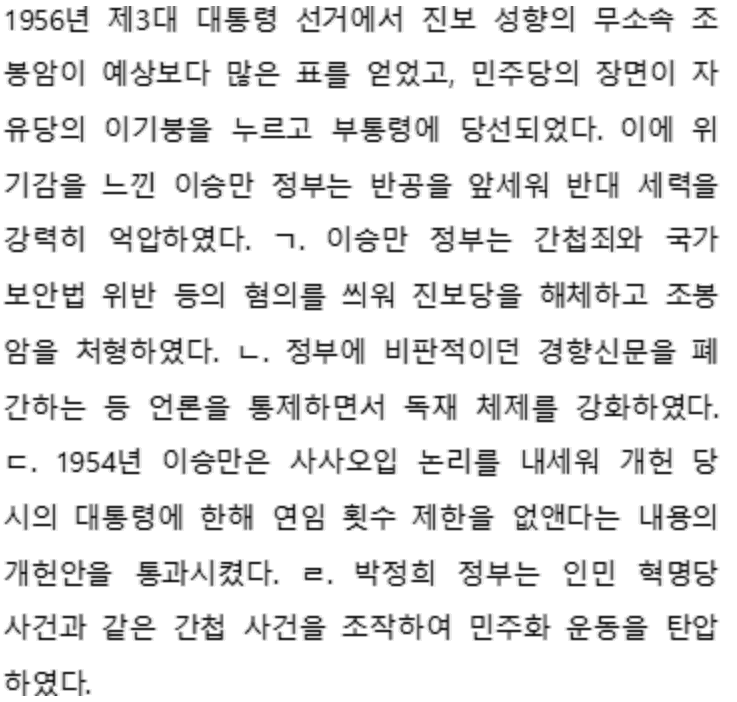 1956년 제3대 대통령 선거에서 진보 성향의 무소속 조
봉암이 예상보다 많은 표를 얻었고, 민주당의 장면이 자
유당의 이기붕을 누르고 부통령에 당선되었다. 이에 위
기감을 느낀 이승만 정부는 반공을 앞세워 반대 세력을
강력히 억압하였다. ㄱ. 이승만 정부는 간첩죄와 국가
보안법 위반 등의 혐의를 씌워 진보당을 해체하고 조봉
암을 처형하였다. ㄴ. 정부에 비판적이던 경향신문을 폐
간하는 등 언론을 통제하면서 독재 체제를 강화하였다.
ㄷ. 1954년 이승만은 사사오입 논리를 내세워 개헌 당
시의 대통령에 한해 연임 횟수 제한을 없앤다는 내용의
개헌안을 통과시켰다. ㄹ. 박정희 정부는 인민 혁명당
사건과 같은 간첩 사건을 조작하여 민주화 운동을 탄압
하였다.